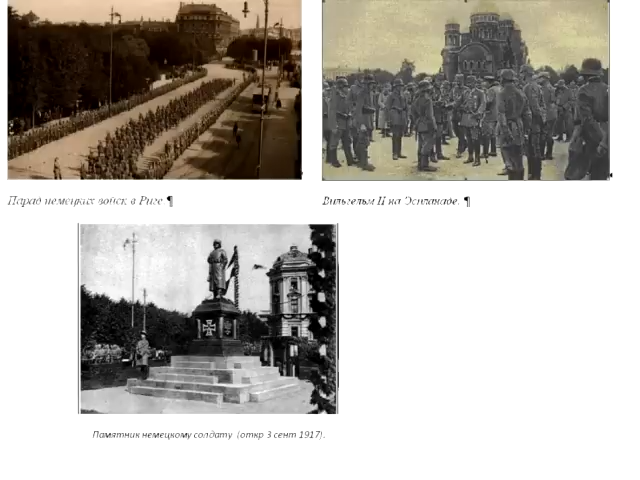 Парад немецких войск в Риге.¶
Вильгельм II на Эспланаде. ¶
Памятник немецкому солдату (откр 3 сент 1917).